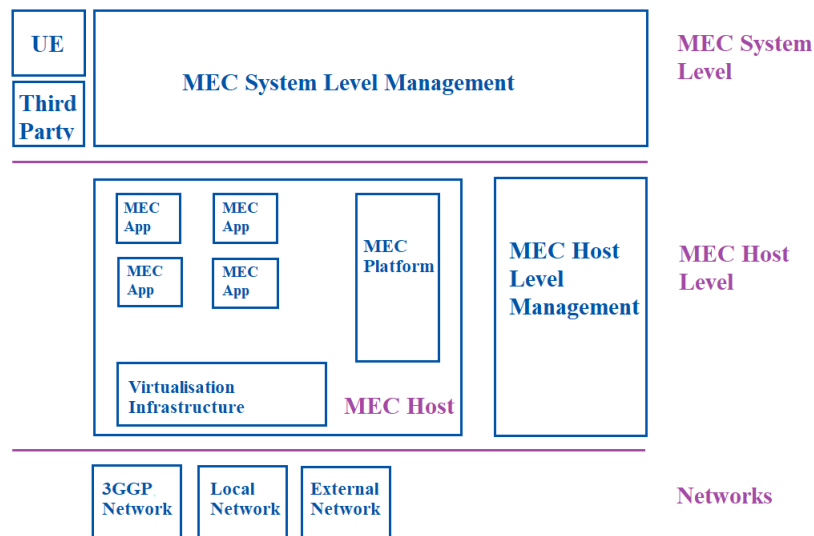 UE
MEC System Level Management
MEC System
Level
Third
Party
MEC
App
MEC
App
MEC
App
MEC
App
MEC
Platform
MEC Host
Level
Management
MEC Host
Level
Virtualisation
Infrastructure
MEC Host
3GGP
Network
Local
Network
External
Network
Networks